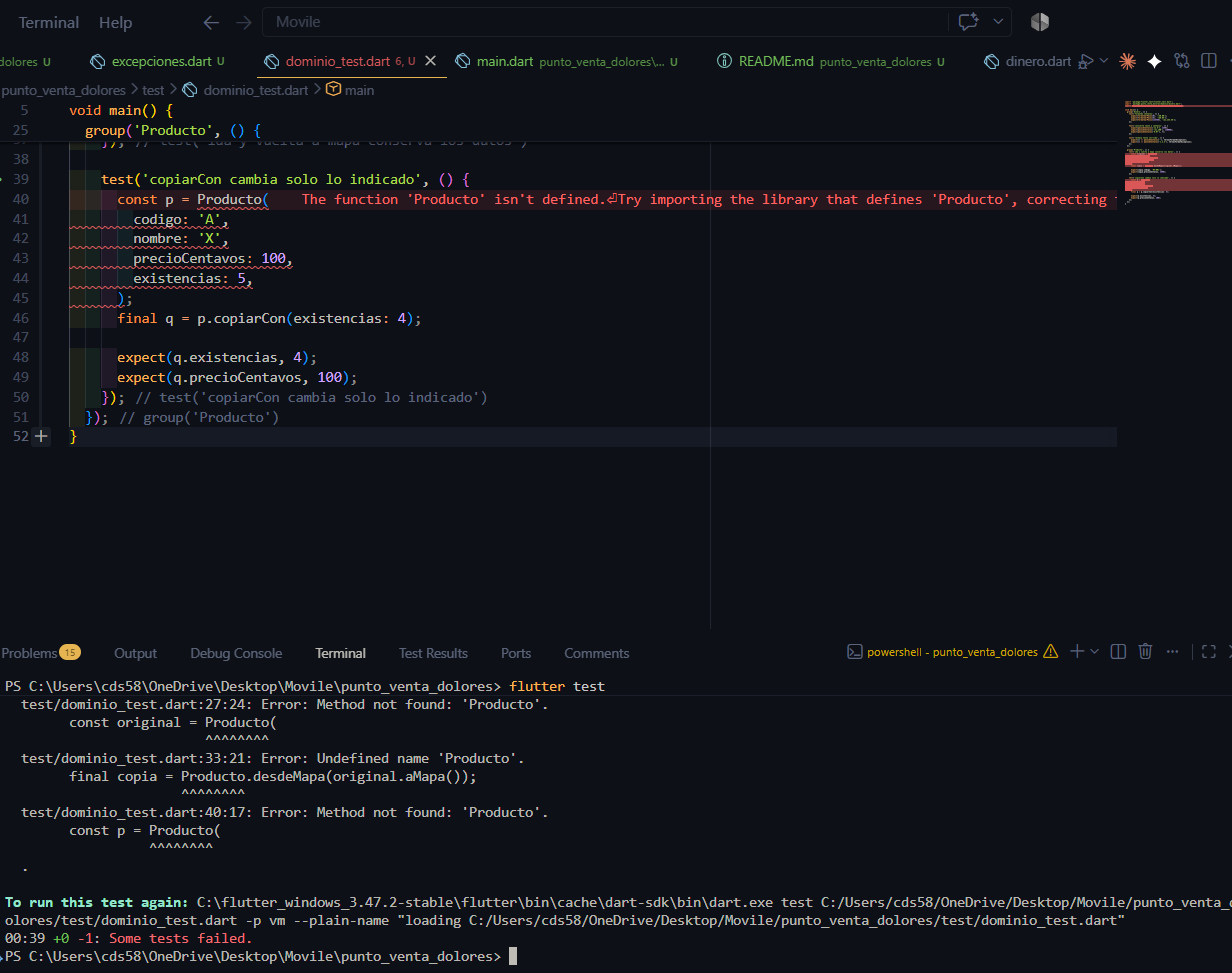 Terminal Help
Movile
dolores U
excepciones.dart U
dominio_test.dart 6, U
main.dart punto_venta_dolores\... U
README.md punto_venta_dolores U
dinero.dart
punto_venta_dolores > test > dominio_test.dart > main
5 void main() {
25 group('Producto', () {
}); // test('ida y vuelta a mapa conserva los datos')
38
39 test('copiarCon cambia solo lo indicado', () {
40 const p = Producto( The function 'Producto' isn't defined.⏎Try importing the library that defines 'Producto', correcting
41 codigo: 'A',
42 nombre: 'X',
43 precioCentavos: 100,
44 existencias: 5,
45 );
46 final q = p.copiarCon(existencias: 4);
47
48 expect(q.existencias, 4);
49 expect(q.precioCentavos, 100);
50 }); // test('copiarCon cambia solo lo indicado')
51 }); // group('Producto')
52 }
Problems 15 Output Debug Console Terminal Test Results Ports Comments
powershell - punto_venta_dolores
PS C:\Users\cds58\OneDrive\Desktop\Movile\punto_venta_dolores> flutter test
test/dominio_test.dart:27:24: Error: Method not found: 'Producto'.
const original = Producto(
^^^^^^^^
test/dominio_test.dart:33:21: Error: Undefined name 'Producto'.
final copia = Producto.desdeMapa(original.aMapa());
^^^^^^^^
test/dominio_test.dart:40:17: Error: Method not found: 'Producto'.
const p = Producto(
^^^^^^^^
.
To run this test again: C:\flutter_windows_3.47.2-stable\flutter\bin\cache\dart-sdk\bin\dart.exe test C:/Users/cds58/OneDrive/Desktop/Movile/punto_venta_d
olores/test/dominio_test.dart -p vm --plain-name "loading C:/Users/cds58/OneDrive/Desktop/Movile/punto_venta_dolores/test/dominio_test.dart"
00:39 +0 -1: Some tests failed.
PS C:\Users\cds58\OneDrive\Desktop\Movile\punto_venta_dolores>